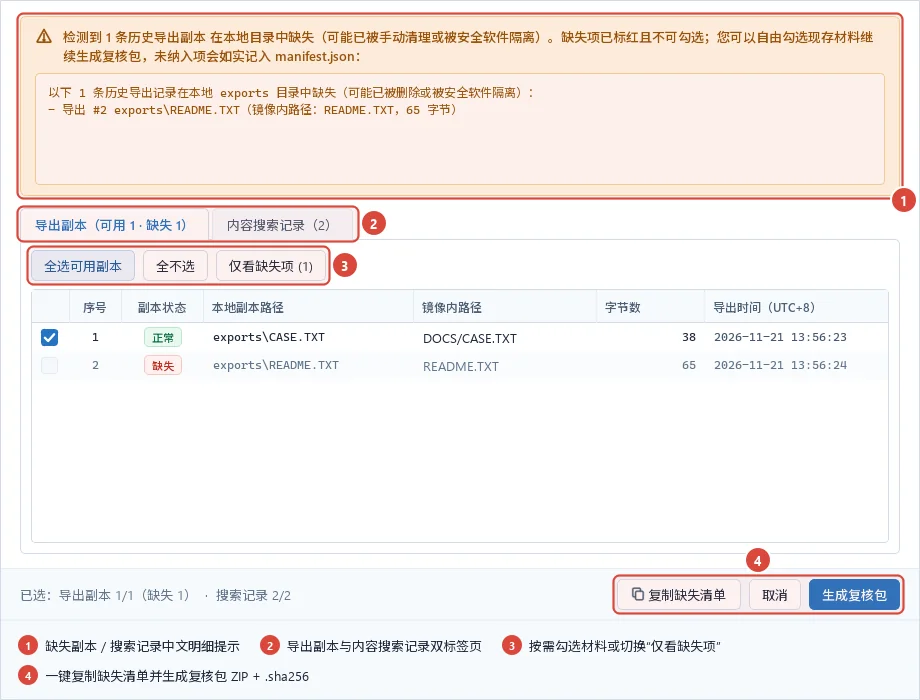 检测到 1 条历史导出副本 在本地目录中缺失（可能已被手动清理或被安全软件隔离）。缺失项已标红且不可勾选；您可以自由勾选现存材料继
续生成复核包，未纳入项会如实记入 manifest.json：
以下 1 条历史导出记录在本地 exports 目录中缺失（可能已被删除或被安全软件隔离）：
- 导出 #2 exports\README.TXT（镜像内路径：README.TXT，65 字节）
1
导出副本（可用 1 · 缺失 1） 内容搜索记录（2） 2
全选可用副本 全不选 仅看缺失项 (1) 3
序号 副本状态 本地副本路径 镜像内路径 字节数 导出时间（UTC+8）
1 正常 exports\CASE.TXT DOCS/CASE.TXT 38 2026-11-21 13:56:23
2 缺失 exports\README.TXT README.TXT 65 2026-11-21 13:56:24
4
已选：导出副本 1/1（缺失 1） · 搜索记录 2/2 复制缺失清单 取消 生成复核包
1 缺失副本 / 搜索记录中文明细提示 2 导出副本与内容搜索记录双标签页 3 按需勾选材料或切换"仅看缺失项"
4 一键复制缺失清单并生成复核包 ZIP + .sha256